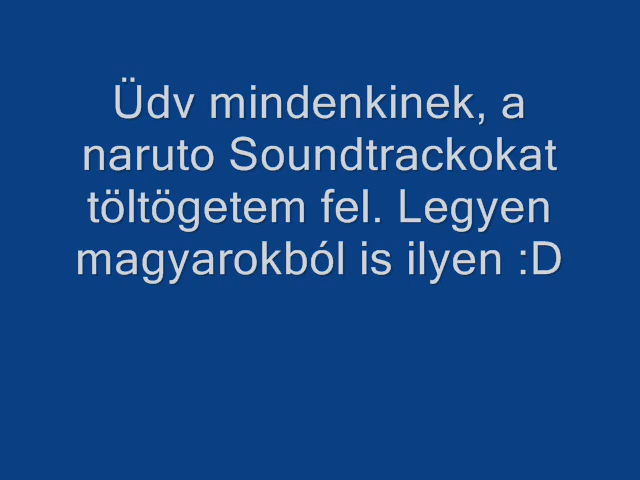 Üdv mindenkinek, a
naruto Soundtrackokat
töltögetem fel. Legyen
magyarokból is ilyen :D